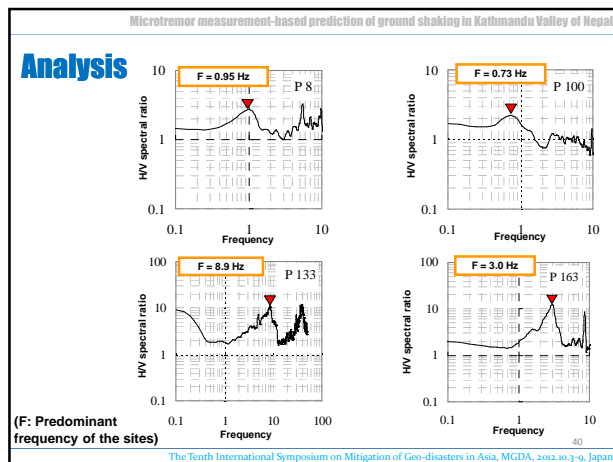 Microtremor measurement-based prediction of ground shaking in Kathmandu Valley of Nepal
Analysis
F = 0.95 Hz
P 8
10
1
0.1
H/V spectral ratio
0.1
1
10
Frequency
F = 0.73 Hz
P 100
10
1
0.1
H/V spectral ratio
0.1
1
10
Frequency
F = 8.9 Hz
P 133
100
10
1
0.1
H/V spectral ratio
0.1
1
10
100
Frequency
F = 3.0 Hz
P 163
100
10
1
0.1
H/V spectral ratio
0.1
1
10
Frequency
(F: Predominant
frequency of the sites)
40
The Tenth International Symposium on Mitigation of Geo-disasters in Asia, MGDA, 2012.10.3-9, Japan